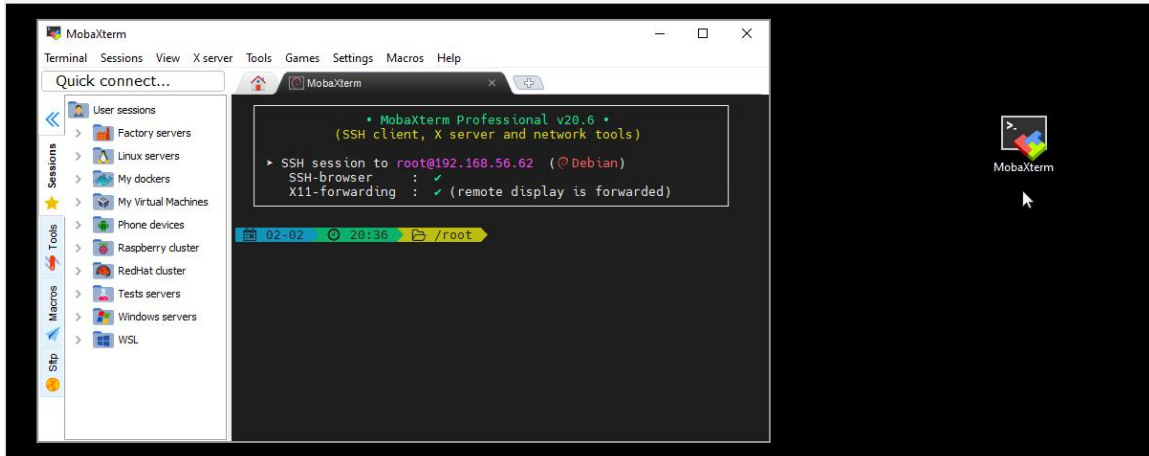 MobaXterm
Terminal Sessions View X server Tools Games Settings Macros Help
Quick connect...
MobaXterm
Sessions
Tools
Macros
Sftp
User sessions
Factory servers
Linux servers
My dockers
My Virtual Machines
Phone devices
Raspberry cluster
RedHat cluster
Tests servers
Windows servers
WSL
• MobaXterm Professional v20.6 •
(SSH client, X server and network tools)
➤ SSH session to root@192.168.56.62 (Debian)
SSH-browser : ✔
X11-forwarding : ✔ (remote display is forwarded)
02-02 20:36 /root
MobaXterm